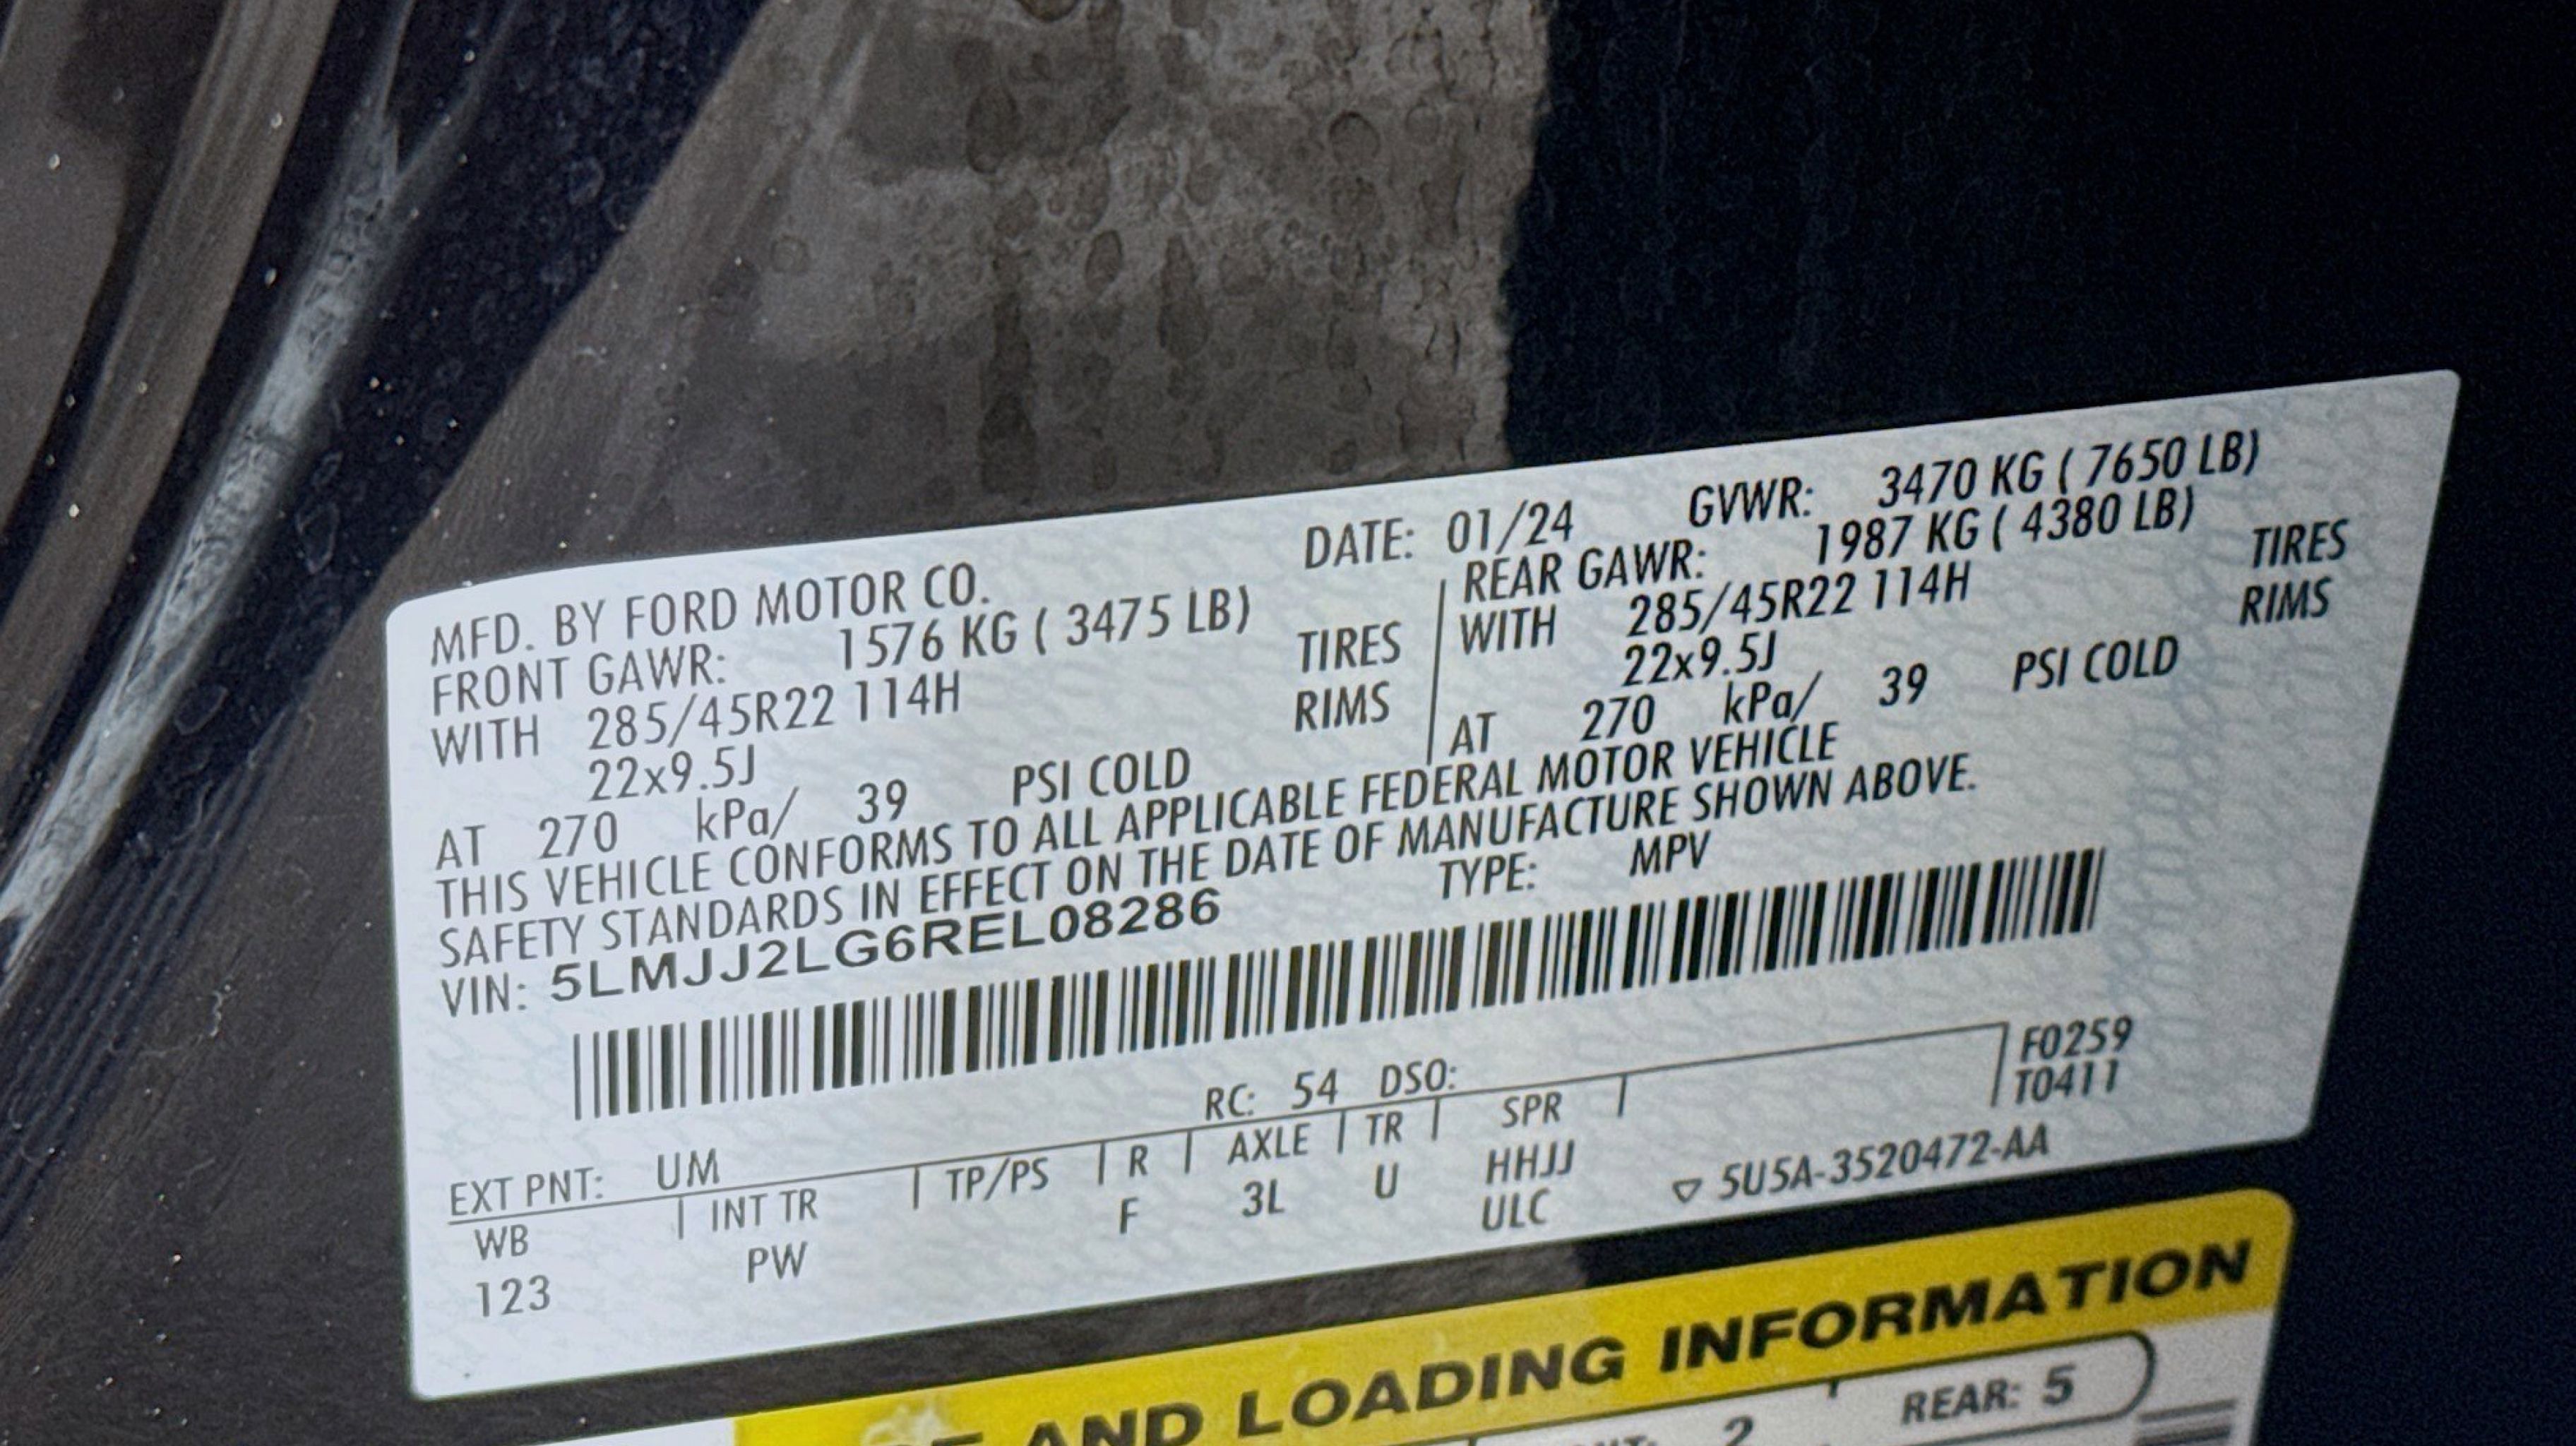 MFD. BY FORD MOTOR CO. DATE: 01/24 GVWR: 3470 KG ( 7650 LB)
FRONT GAWR: 1576 KG ( 3475 LB) REAR GAWR: 1987 KG ( 4380 LB)
WITH 285/45R22 114H TIRES WITH 285/45R22 114H TIRES
22x9.5J RIMS 22x9.5J RIMS
AT 270 kPa/ 39 PSI COLD AT 270 kPa/ 39 PSI COLD
THIS VEHICLE CONFORMS TO ALL APPLICABLE FEDERAL MOTOR VEHICLE
SAFETY STANDARDS IN EFFECT ON THE DATE OF MANUFACTURE SHOWN ABOVE.
VIN: 5LMJJ2LG6REL08286 TYPE: MPV
F0259
T0411
EXT PNT: UM RC: 54 DSO:
WB INT TR TP/PS R AXLE TR SPR
123 PW F 3L U HHJJ
ULC
▽ 5U5A-3520472-AA
AND LOADING INFORMATION
2 REAR: 5